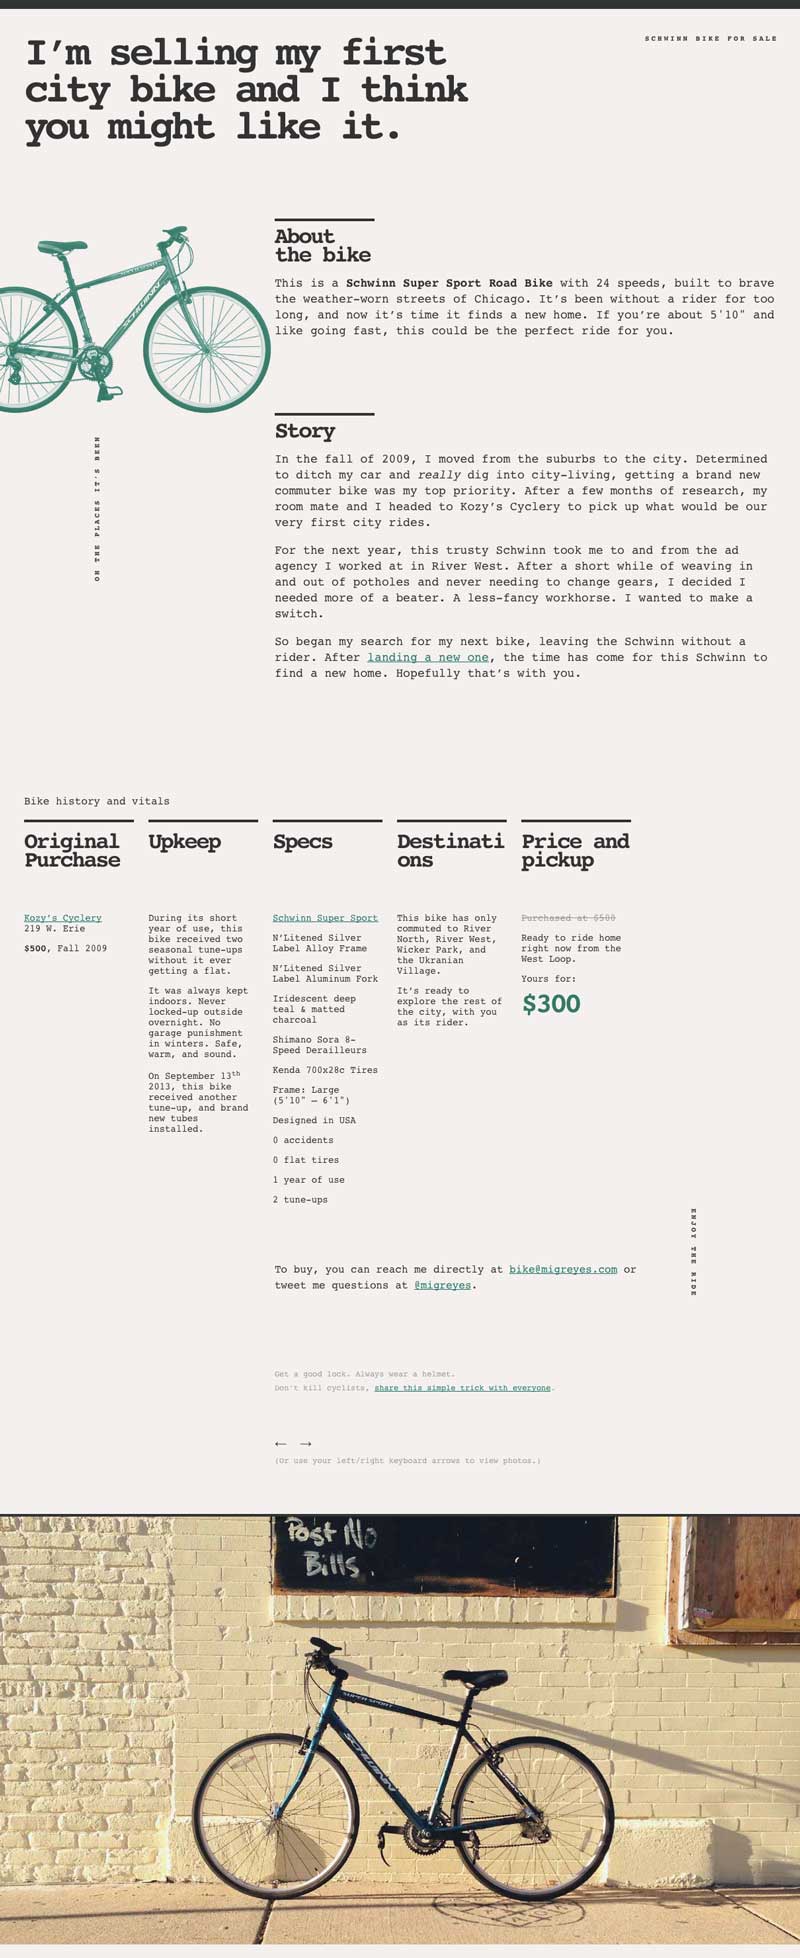 SCHWINN BIKE FOR SALE
I’m selling my first
city bike and I think
you might like it.
SCHWINN
About
the bike
This is a Schwinn Super Sport Road Bike with 24 speeds, built to brave
the weather–worn streets of Chicago. It’s been without a rider for too
long, and now it’s time it finds a new home. If you’re about 5'10" and
like going fast, this could be the perfect ride for you.
OH THE PLACES IT'S BEEN
Story
In the fall of 2009, I moved from the suburbs to the city. Determined
to ditch my car and really dig into city–living, getting a brand new
commuter bike was my top priority. After a few months of research, my
room mate and I headed to Kozy’s Cyclery to pick up what would be our
very first city rides.
For the next year, this trusty Schwinn took me to and from the ad
agency I worked at in River West. After a short while of weaving in
and out of potholes and never needing to change gears, I decided I
needed more of a beater. A less–fancy workhorse. I wanted to make a
switch.
So began my search for my next bike, leaving the Schwinn without a
rider. After landing a new one, the time has come for this Schwinn to
find a new home. Hopefully that’s with you.
Bike history and vitals
Original
Purchase
Kozy’s Cyclery
219 W. Erie
$500, Fall 2009
Upkeep
During its short
year of use, this
bike received two
seasonal tune–ups
without it ever
getting a flat.
It was always kept
indoors. Never
locked–up outside
overnight. No
garage punishment
in winters. Safe,
warm, and sound.
On September 13th
2013, this bike
received another
tune–up, and brand
new tubes
installed.
Specs
Schwinn Super Sport
N’Litened Silver
Label Alloy Frame
N’Litened Silver
Label Aluminum Fork
Iridescent deep
teal & matted
charcoal
Shimano Sora 8–
Speed Derailleurs
Kenda 700x28c Tires
Frame: Large
(5'10" — 6'1")
Designed in USA
0 accidents
0 flat tires
1 year of use
2 tune–ups
Destinati
ons
This bike has only
commuted to River
North, River West,
Wicker Park, and
the Ukranian
Village.
It’s ready to
explore the rest of
the city, with you
as its rider.
Price and
pickup
Purchased at $500
Ready to ride home
right now from the
West Loop.
Yours for:
$300
ENJOY THE RIDE
To buy, you can reach me directly at bike@migreyes.com or
tweet me questions at @migreyes.
Get a good lock. Always wear a helmet.
Don't kill cyclists, share this simple trick with everyone.
← →
(Or use your left/right keyboard arrows to view photos.)
Post No
Bills.
SUPER SPORT
SCHWINN